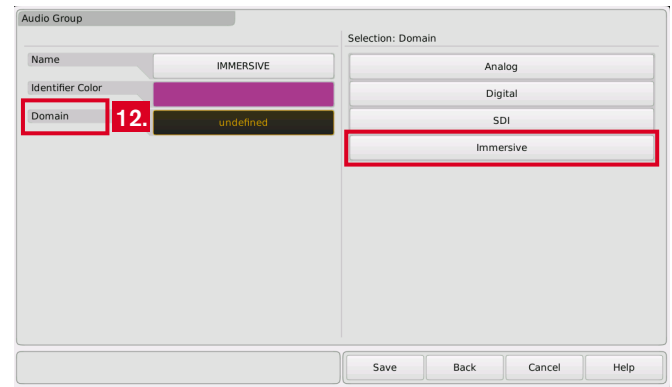 Audio Group
Selection: Domain
Name
IMMERSIVE
Identifier Color
Domain
12.
undefined
Analog
Digital
SDI
Immersive
Save
Back
Cancel
Help